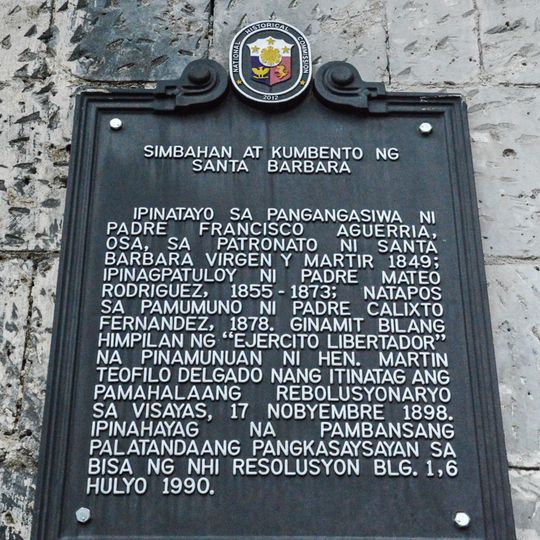 NATIONAL HISTORICAL COMMISSION
2012
SIMBAHAN AT KUMBENTO NG
SANTA BARBARA
IPINATAYO SA PANGANGASIWA NI
PADRE FRANCISCO AGUERRIA,
OSA, SA PATRONATO NI SANTA
BARBARA VIRGEN Y MARTIR 1849;
IPINAGPATULOY NI PADRE MATEO
RODRIGUEZ, 1855-1873; NATAPOS
SA PAMUMUNO NI PADRE CALIXTO
FERNANDEZ, 1878. GINAMIT BILANG
HIMPILAN NG "EJERCITO LIBERTADOR"
NA PINAMUNUAN NI HEN. MARTIN
TEOFILO DELGADO NANG ITINATAG ANG
PAMAHALAANG REBOLUSYONARYO
SA VISAYAS, 17 NOBYEMBRE 1898.
IPINAHAYAG NA PAMBANSANG
PALATANDAANG PANGKASAYSAYAN SA
BISA NG NHI RESOLUSYON BLG. 1,6
HULYO 1990.